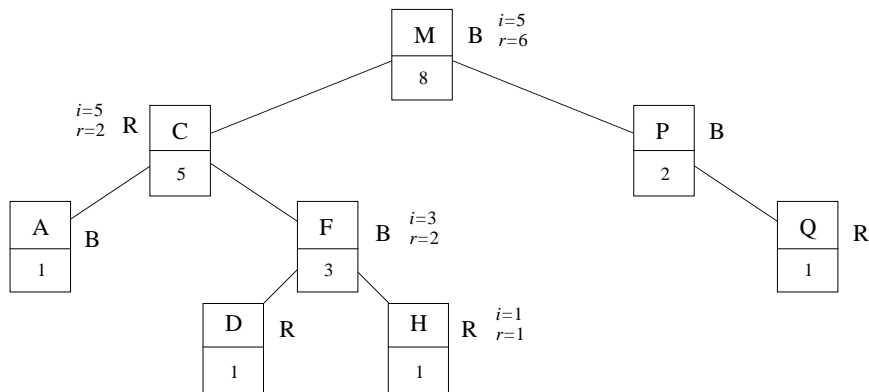 M B i=5
r=6
8
i=5
r=2 R C
5
P B
2
A B
1
F B i=3
r=2
3
Q R
1
D R
1
H R i=1
r=1
1